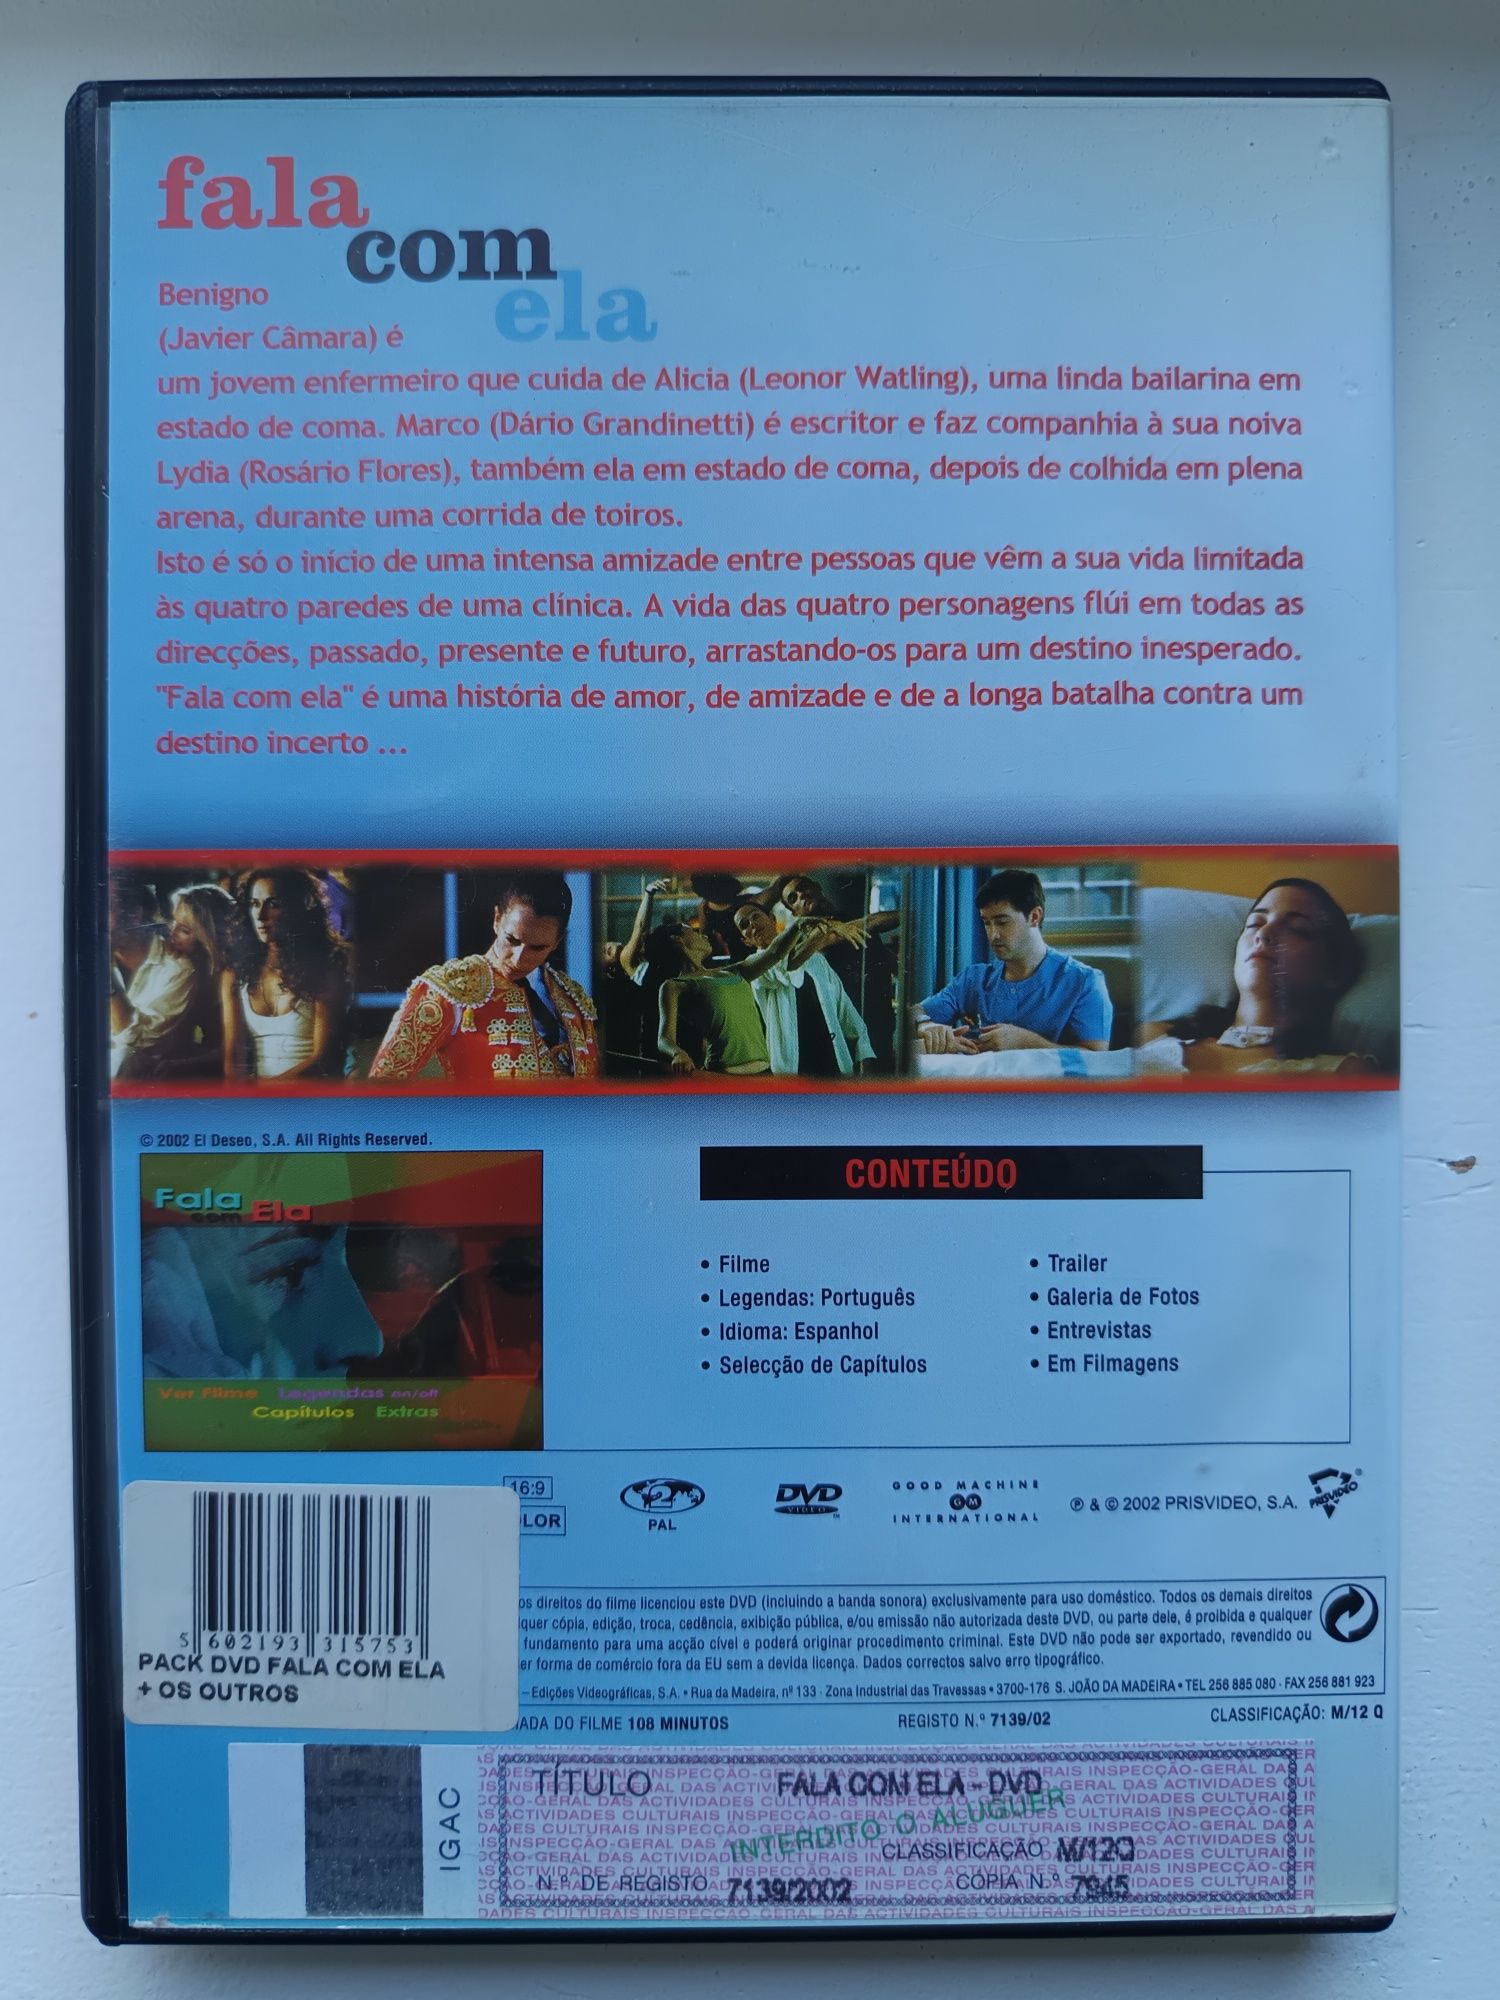 fala
com
ela
Benigno
(Javier Câmara) é
um jovem enfermeiro que cuida de Alicia (Leonor Watling), uma linda bailarina em
estado de coma. Marco (Dário Grandinetti) é escritor e faz companhia à sua noiva
Lydia (Rosário Flores), também ela em estado de coma, depois de colhida em plena
arena, durante uma corrida de toiros.
Isto é só o início de uma intensa amizade entre pessoas que vêm a sua vida limitada
às quatro paredes de uma clínica. A vida das quatro personagens flúi em todas as
direcções, passado, presente e futuro, arrastando-os para um destino inesperado.
"Fala com ela" é uma história de amor, de amizade e de a longa batalha contra um
destino incerto ...
© 2002 El Deseo, S.A. All Rights Reserved.
Fala
com Ela
Ver Filme Legendas on/off
Capítulos Extras
CONTEÚDO
• Filme
• Legendas: Português
• Idioma: Espanhol
• Selecção de Capítulos
• Trailer
• Galeria de Fotos
• Entrevistas
• Em Filmagens
16:9
LOR
2
PAL
DVD
VIDEO
GOOD MACHINE
GM
INTERNATIONAL
℗ & © 2002 PRISVIDEO, S.A.
PRISVIDEO
5 602193 315753
PACK DVD FALA COM ELA
+ OS OUTROS
os direitos do filme licenciou este DVD (incluindo a banda sonora) exclusivamente para uso doméstico. Todos os demais direitos
quer cópia, edição, troca, cedência, exibição pública, e/ou emissão não autorizada deste DVD, ou parte dele, é proibida e qualquer
fundamento para uma acção cível e poderá originar procedimento criminal. Este DVD não pode ser exportado, revendido ou
er forma de comércio fora da EU sem a devida licença. Dados correctos salvo erro tipográfico.
– Edições Videográficas, S.A. • Rua da Madeira, nº 133 · Zona Industrial das Travessas • 3700-176 S. JOÃO DA MADEIRA • TEL 256 885 080 · FAX 256 881 923
ADA DO FILME 108 MINUTOS
REGISTO N.º 7139/02
CLASSIFICAÇÃO: M/12 Q
IGAC
TÍTULO FALA COM ELA - DVD
INTERDITO O ALUGUER
CLASSIFICAÇÃO M/12Q
N.º DE REGISTO 7139/2002 CÓPIA N.º 7945